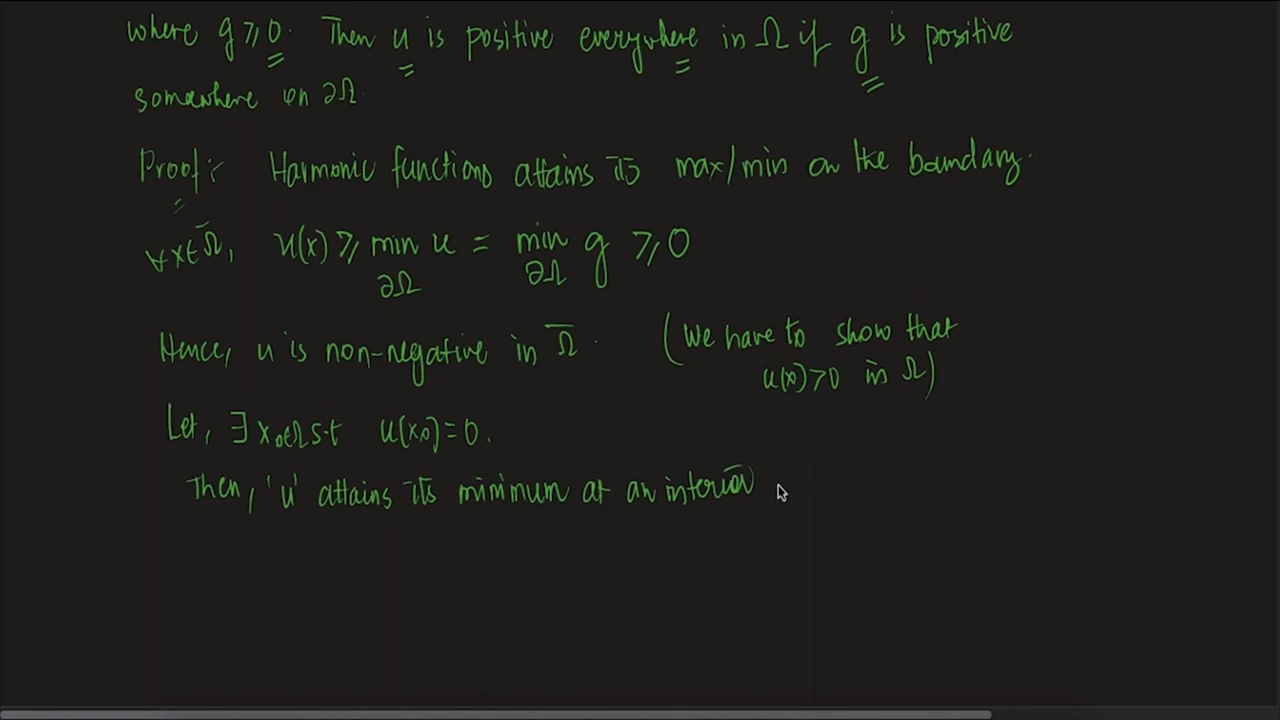 where g ⩾ 0. Then u is positive everywhere in Ω if g is positive
somewhere on ∂Ω.
Proof:- Harmonic functions attains its max/min on the boundary.
∀ x∈Ω̄, u(x) ⩾ min_{∂Ω} u = min_{∂Ω} g ⩾ 0
Hence, u is non-negative in Ω̄. (We have to show that
u(x)>0 in Ω)
Let, ∃ x₀∈Ω s.t u(x₀)=0.
Then, 'u' attains its minimum at an interior